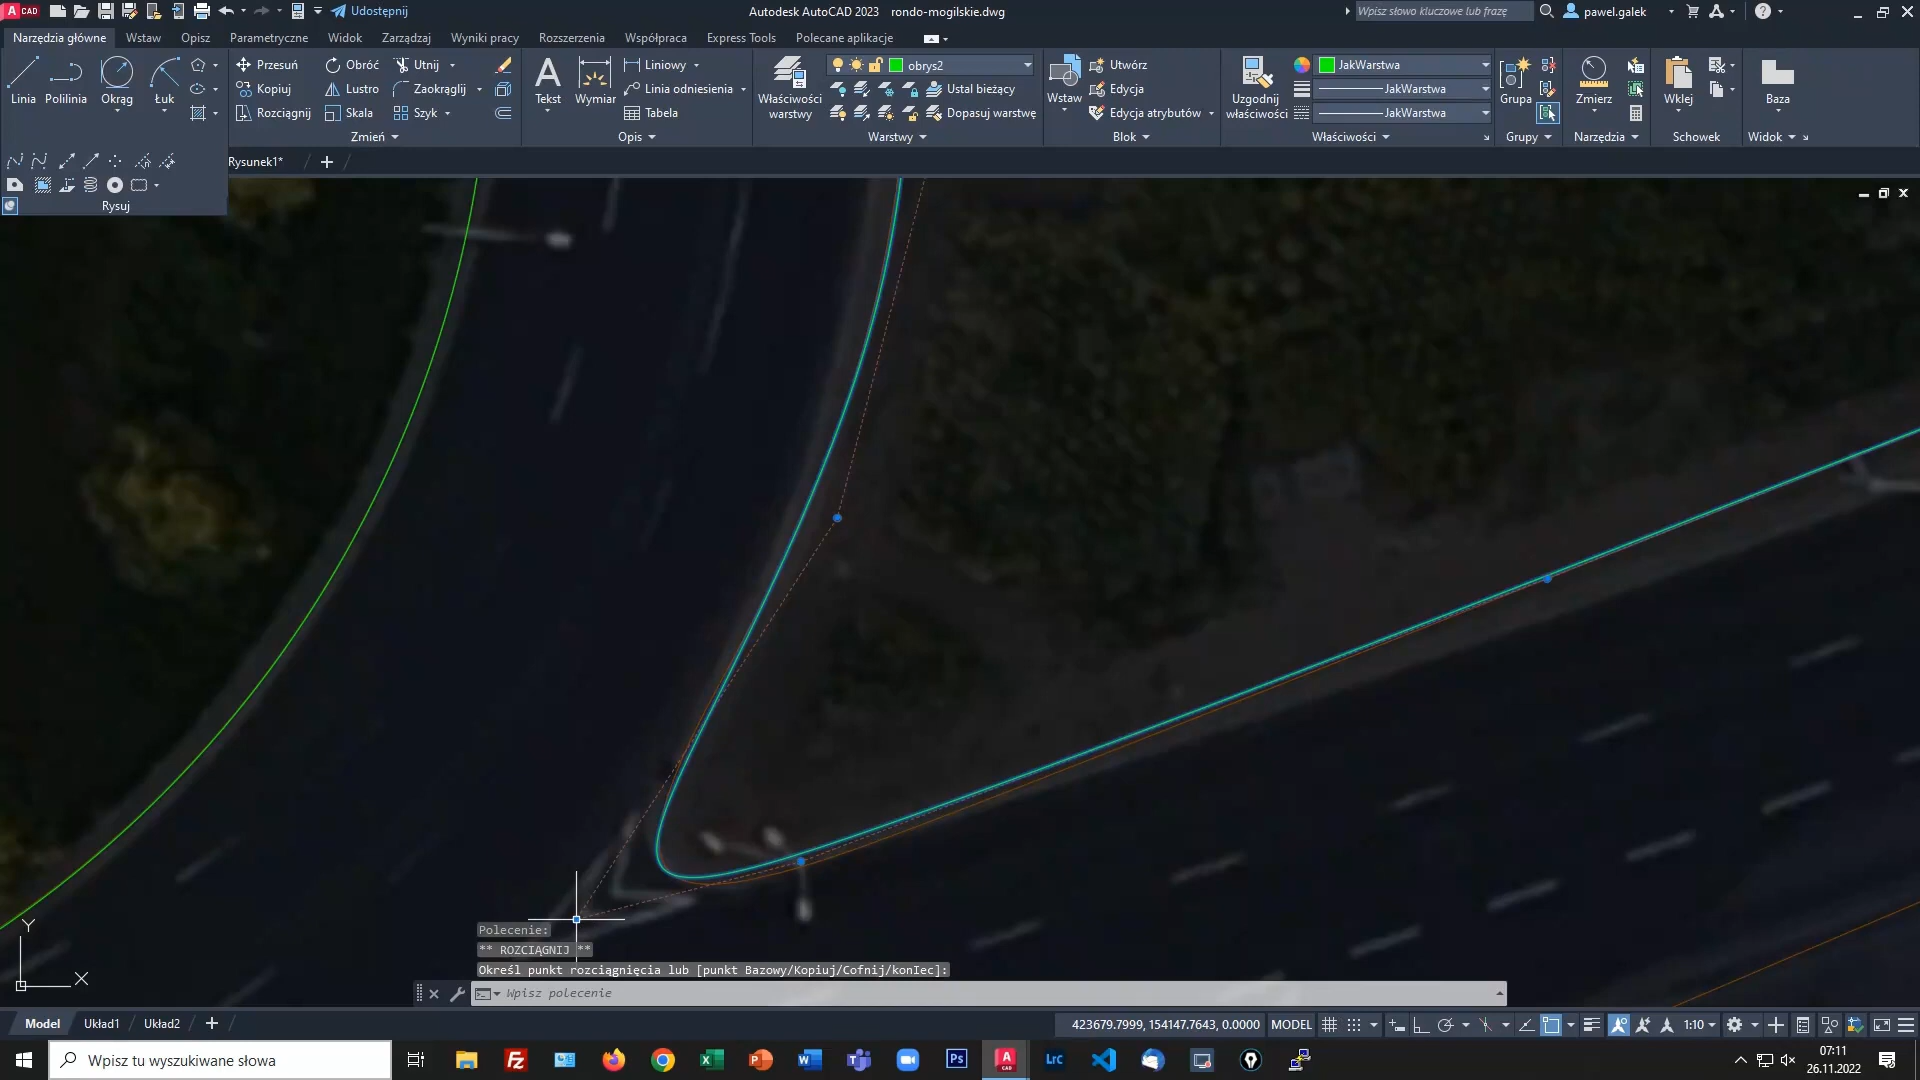 CAD
Udostępnij
Autodesk AutoCAD 2023 rondo-mogilskie.dwg
Wpisz słowo kluczowe lub frazę
pawel.galek
Narzędzia główne Wstaw Opisz Parametryczne Widok Zarządzaj Wyniki pracy Rozszerzenia Współpraca Express Tools Polecane aplikacje
Linia Polilinia Okrąg Łuk
Przesuń Obróć Utnij
Kopiuj Lustro Zaokrąglij
Rozciągnij Skala Szyk
Zmień
Tekst Wymiar
Liniowy
Linia odniesienia
Tabela
Opis
Właściwości warstwy
obrys2
Ustal bieżący
Dopasuj warstwę
Warstwy
Wstaw
Utwórz
Edycja
Edycja atrybutów
Blok
Uzgodnij właściwości
JakWarstwa
JakWarstwa
JakWarstwa
Właściwości
Grupa
Grupy
Zmierz
Narzędzia
Wklej
Schowek
Baza
Widok
Rysuj
Rysunek1*
Y
X
Polecenie:
** ROZCIĄGNIJ **
Określ punkt rozciągnięcia lub [punkt Bazowy/Kopiuj/Cofnij/konIec]:
Wpisz polecenie
Model Układ1 Układ2
423679.7999, 154147.7643, 0.0000 MODEL
1:10
Wpisz tu wyszukiwane słowa
Fz
X
P
W
Ps
A CAD
Lrc
07:11
26.11.2022